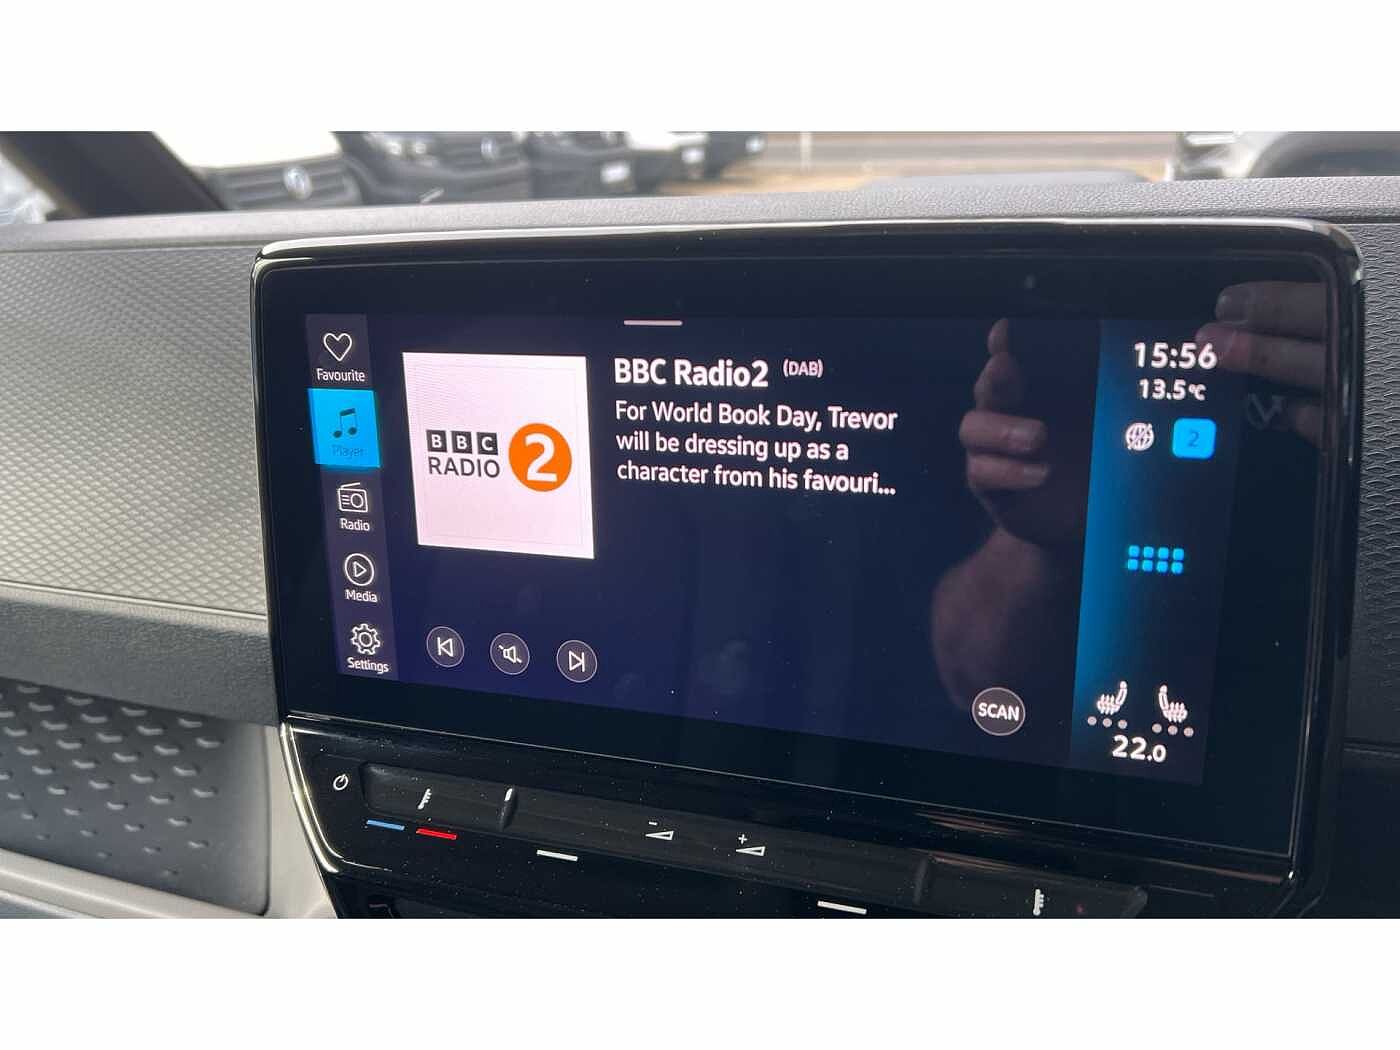 Favourite
Player
Radio
Media
Settings
BBC
RADIO
2
BBC Radio2 (DAB)
For World Book Day, Trevor
will be dressing up as a
character from his favouri...
SCAN
15:56
13.5°C
2
22.0